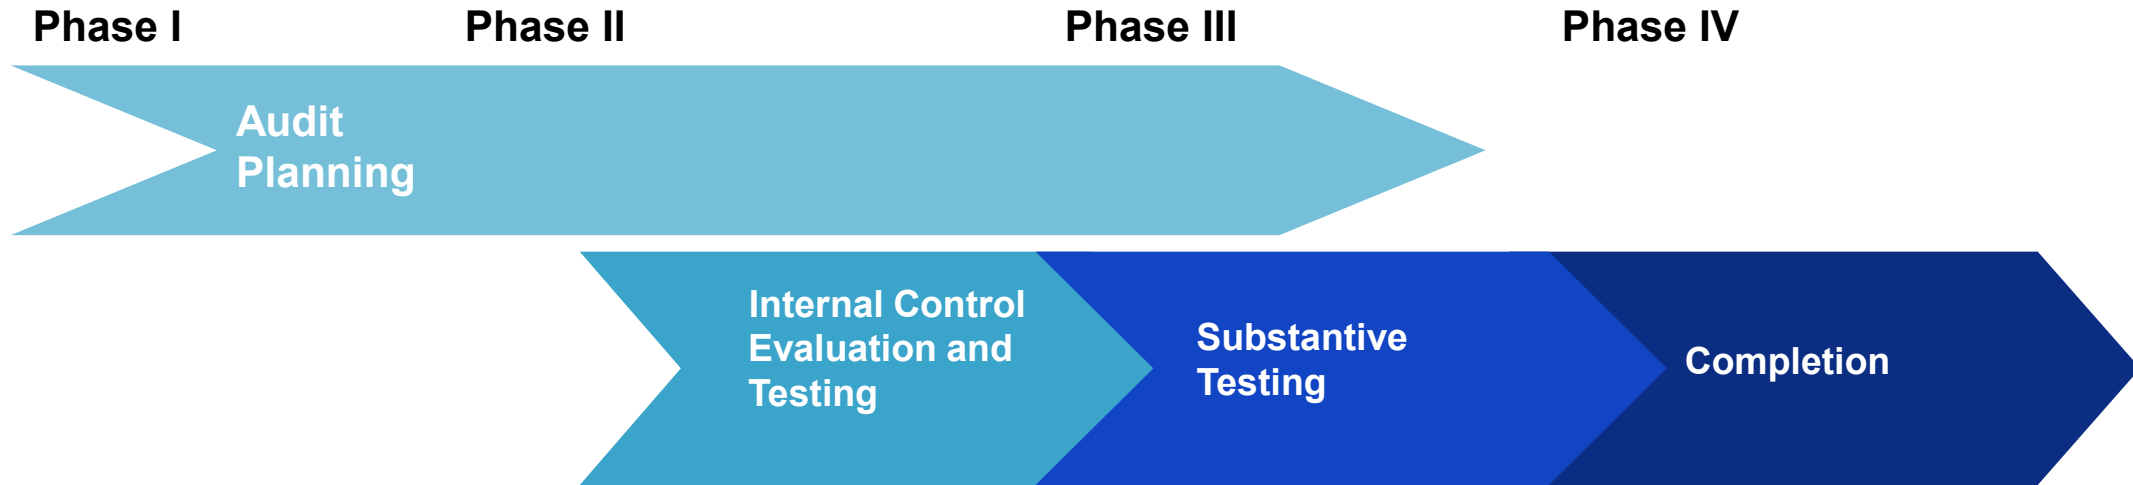 Phase I
Phase II
Phase III
Phase IV
Audit
Planning
Internal Control
Evaluation and
Testing
Substantive
Testing
Completion